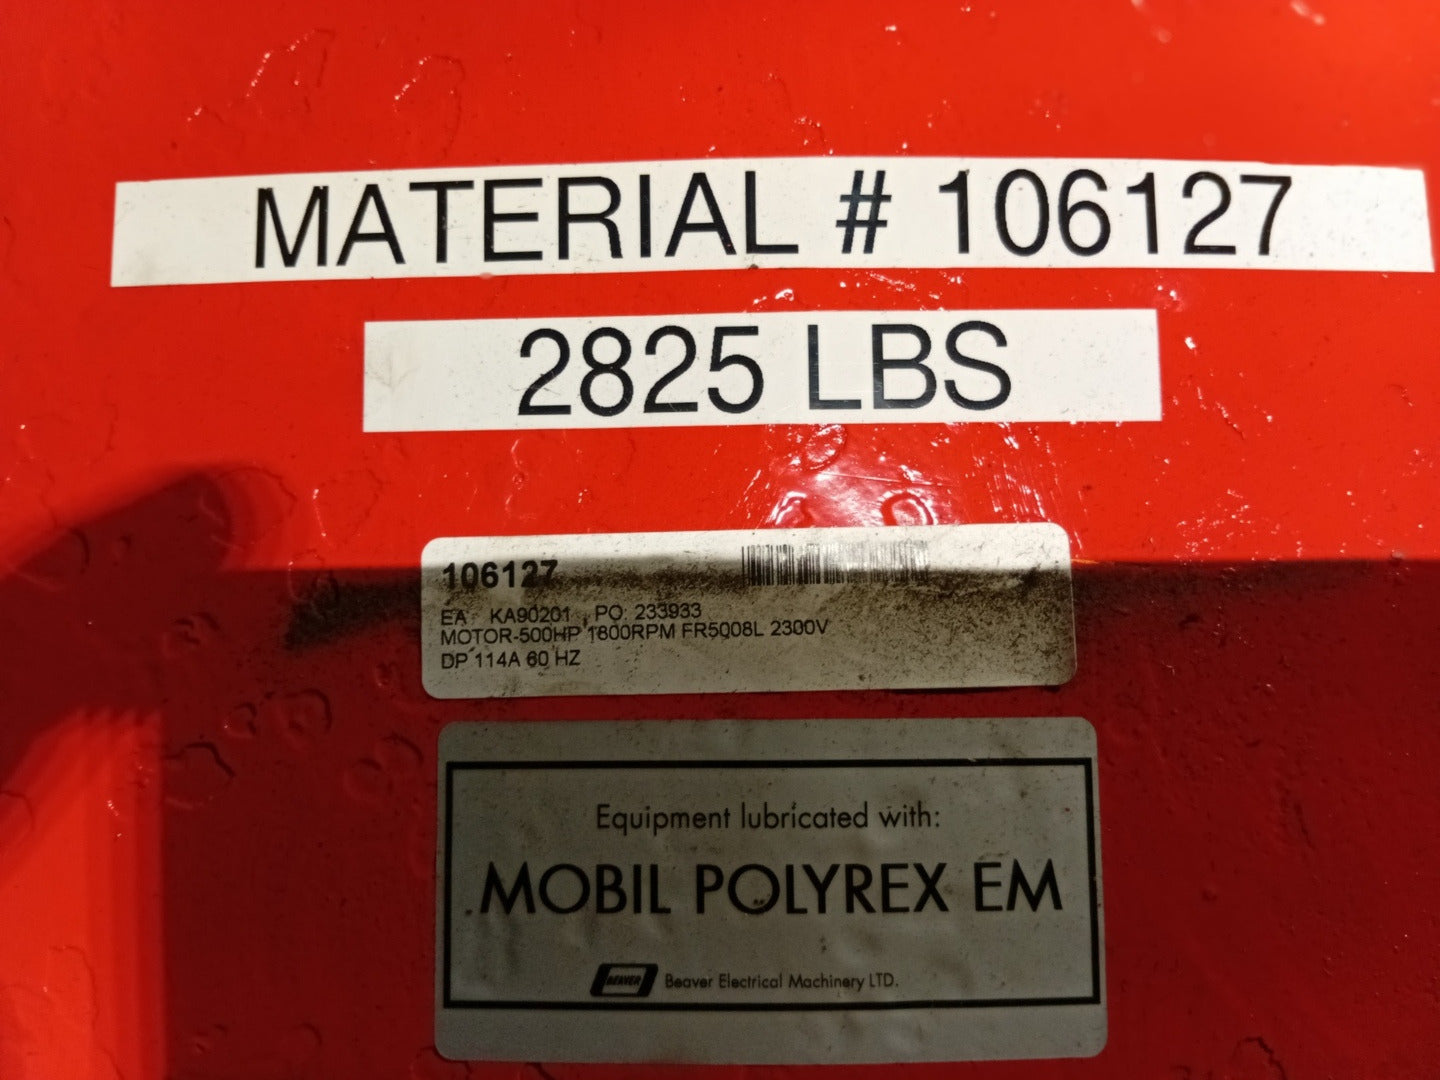 MATERIAL # 106127
2825 LBS
106127
EA KA90201 PO: 233933
MOTOR-500HP 1800RPM FR5008L 2300V
DP 114A 60 HZ
Equipment lubricated with:
MOBIL POLYREX EM
BEAVER Beaver Electrical Machinery LTD.